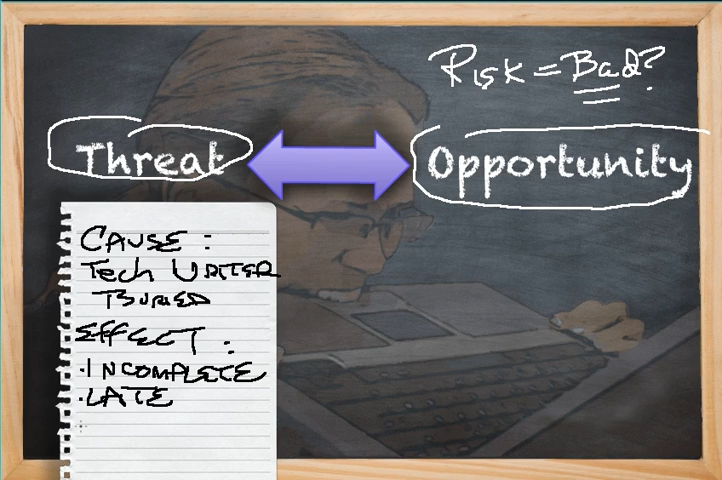 Risk = Bad?
Threat Opportunity
CAUSE:
Tech WRITER
BURIED
EFFECT:
• INCOMPLETE
• LATE